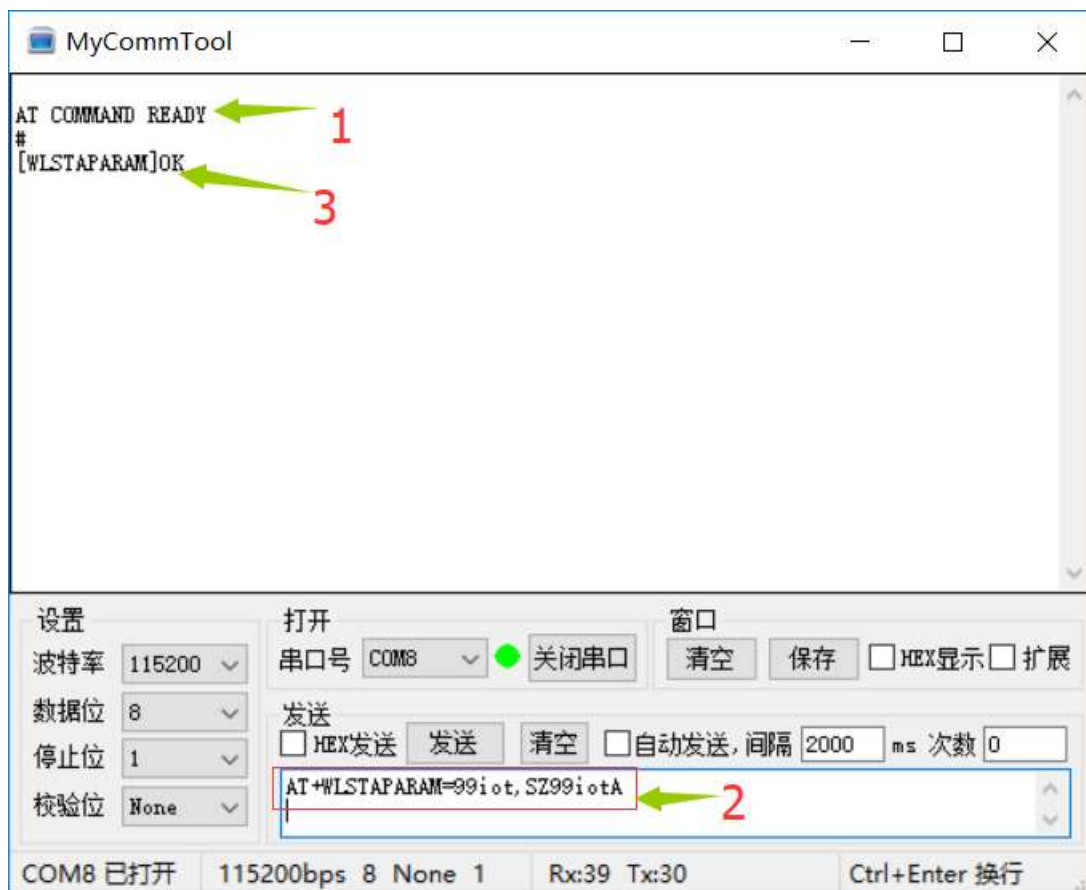 MyCommTool
AT COMMAND READY
1
#
[WLSTAPARAM]OK
3
设置
打开
窗口
波特率 115200
串口号 COM8 关闭串口
清空 保存 HEX显示 扩展
数据位 8
发送
HEX发送 发送 清空 自动发送,间隔 2000 ms 次数 0
停止位 1
AT+WLSTAPARAM=99iot,SZ99iotA
2
校验位 None
COM8 已打开 115200bps 8 None 1 Rx:39 Tx:30 Ctrl+Enter 换行